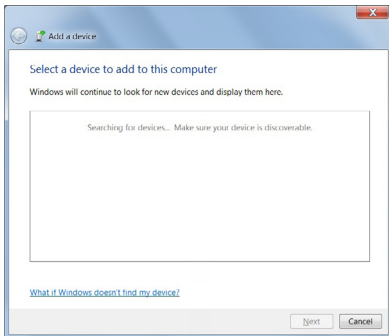 Add a device
Select a device to add to this computer
Windows will continue to look for new devices and display them here.
Searching for devices... Make sure your device is discoverable.
What if Windows doesn't find my device?
Next Cancel